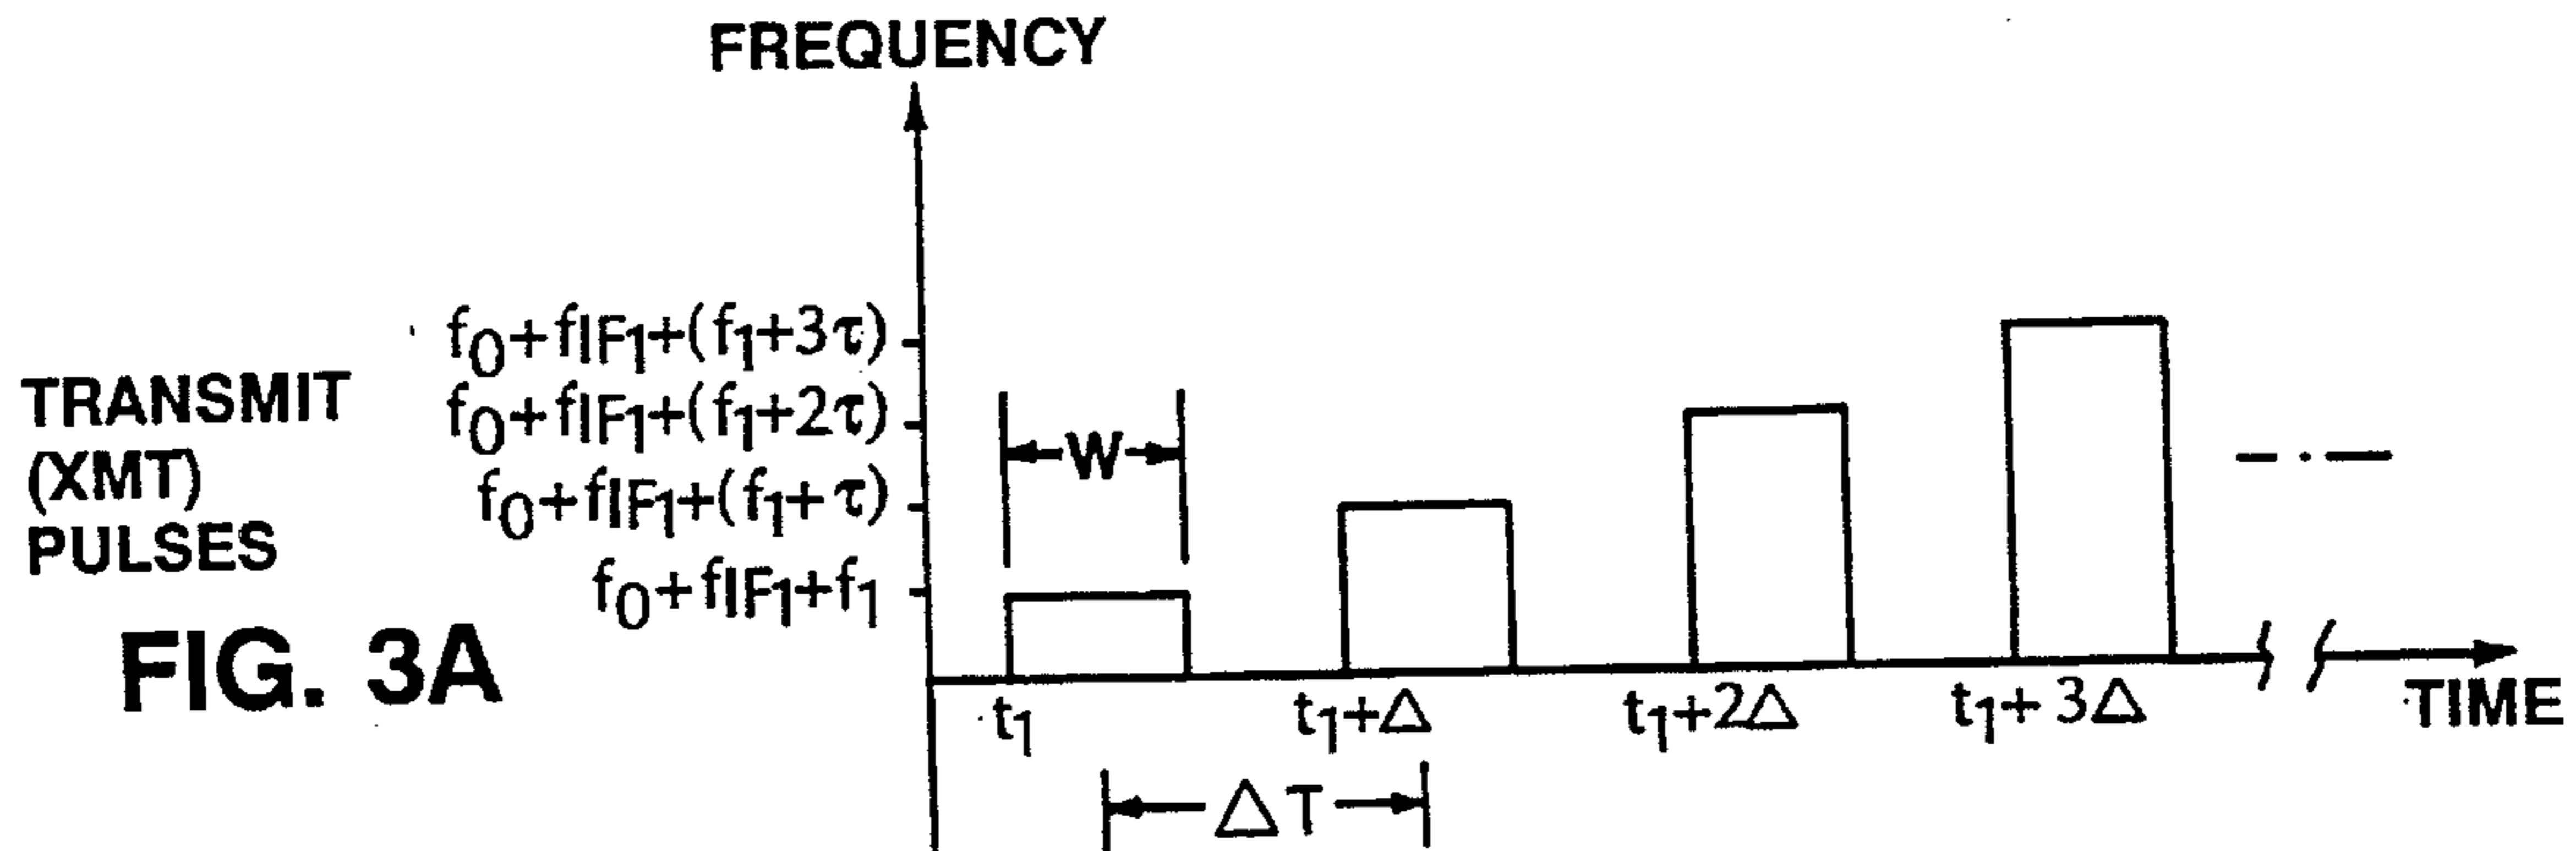 FREQUENCY
f₀+fIF₁+(f₁+3τ)
f₀+fIF₁+(f₁+2τ)
f₀+fIF₁+(f₁+τ)
f₀+fIF₁+f₁
TRANSMIT
(XMT)
PULSES
FIG. 3A
W
t₁
t₁+Δ
t₁+2Δ
t₁+3Δ
TIME
ΔT